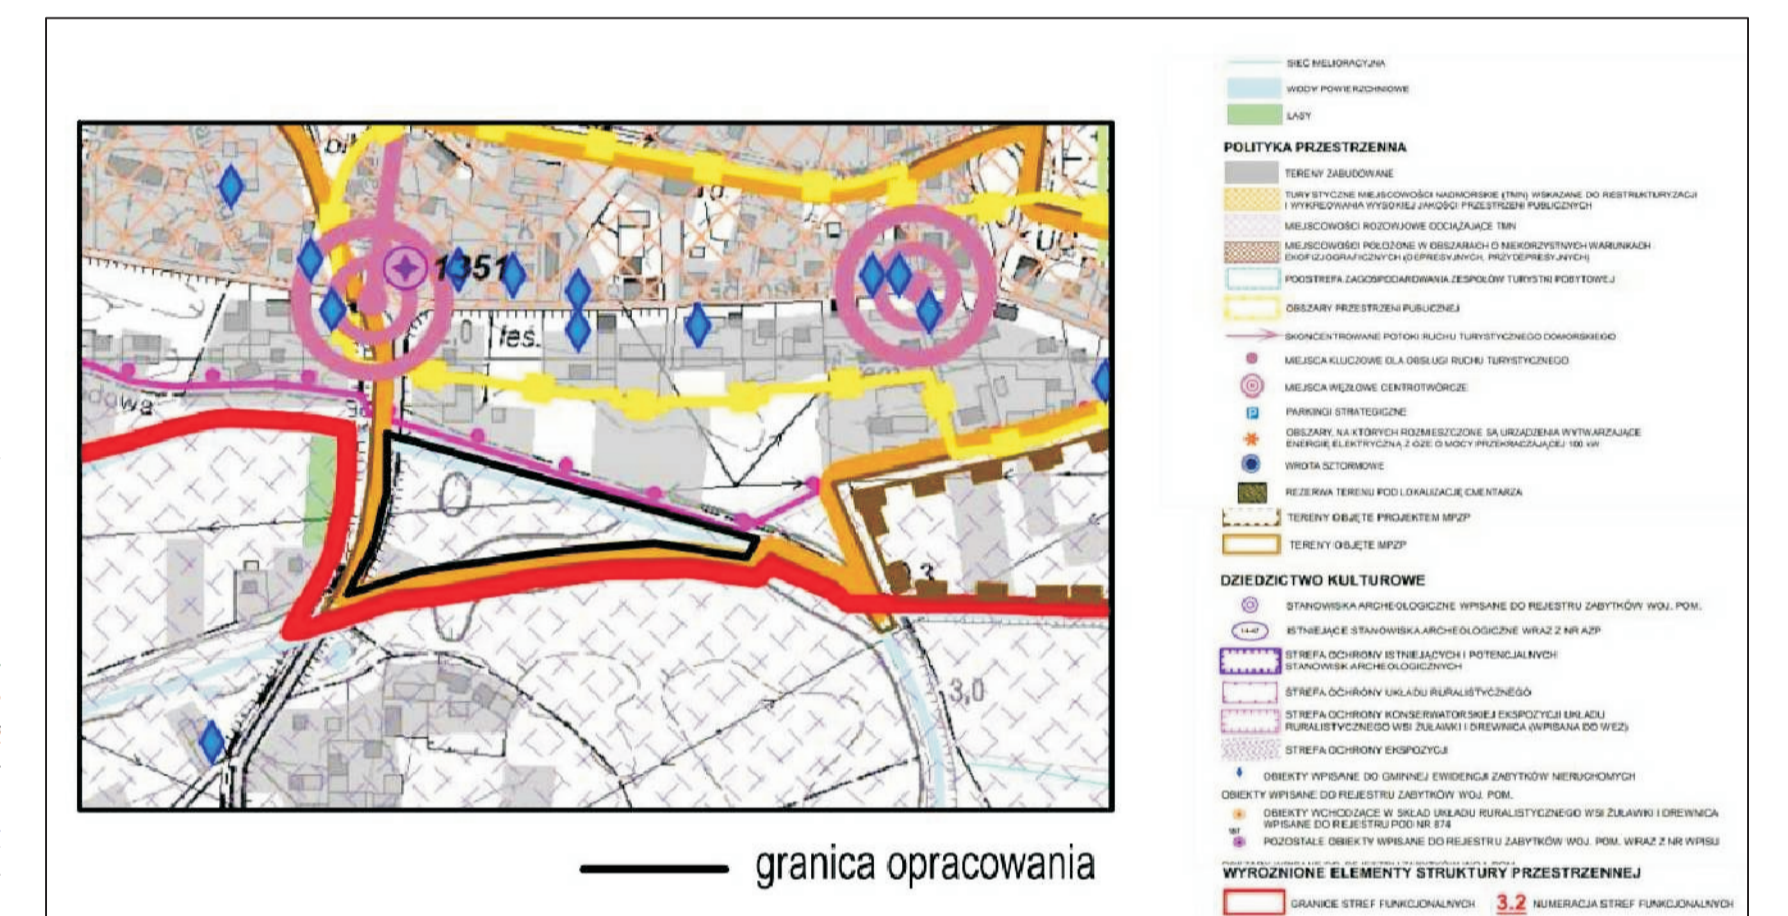 1351
leś.
3,0
granica opracowania
SIEĆ MELIORACYJNA
WODY POWIERZCHNIOWE
LASY
POLITYKA PRZESTRZENNA
TERENY ZABUDOWANE
TURYSTYCZNE MIEJSCOWOŚCI NADMORSKIE (TMN) WSKAZANE DO RESTRUKTURYZACJI
I WYKREOWANIA WYSOKIEJ JAKOŚCI PRZESTRZENI PUBLICZNYCH
MIEJSCOWOŚCI ROZOWJOWE ODCIĄŻAJĄCE TMN
MIEJSCOWOŚCI POŁOŻONE W OBSZARACH O NIEKORZYSTNYCH WARUNKACH
EKOFIZJOGRAFICZNYCH (DEPRESYJNYCH, PRZYDEPRESYJNYCH)
PODSTREFA ZAGOSPODAROWANIA ZESPOŁÓW TURYSTKI POBYTOWEJ
OBSZARY PRZESTRZENI PUBLICZNEJ
SKONCENTROWANE POTOKI RUCHU TURYSTYCZNEGO DOMORSKIEGO
MIEJSCA KLUCZOWE DLA OBSŁUGI RUCHU TURYSTYCZNEGO
MIEJSCA WĘZŁOWE CENTROTWÓRCZE
P PARKINGI STRATEGICZNE
OBSZARY, NA KTÓRYCH ROZMIESZCZONE SĄ URZĄDZENIA WYTWARZAJĄCE
ENERGIĘ ELEKTRYCZNĄ Z OZE O MOCY PRZEKRACZAJĄCEJ 100 kW
WROTA SZTORMOWE
REZERWA TERENU POD LOKALIZACJĘ CMENTARZA
TERENY OBJĘTE PROJEKTEM MPZP
TERENY OBJĘTE MPZP
DZIEDZICTWO KULTUROWE
STANOWISKA ARCHEOLOGICZNE WPISANE DO REJESTRU ZABYTKÓW WOJ. POM.
ISTNIEJĄCE STANOWISKA ARCHEOLOGICZNE WRAZ Z NR AZP
STREFA OCHRONY ISTNIEJĄCYCH I POTENCJALNYCH
STANOWISK ARCHEOLOGICZNYCH
STREFA OCHRONY UKŁADU RURALISTYCZNEGO
STREFA OCHRONY KONSERWATORSKIEJ EKSPOZYCJI UKŁADU
RURALISTYCZNEGO WSI ŻUŁAWKI I DREWNICA (WPISANA DO WEZ)
STREFA OCHRONY EKSPOZYCJI
OBIEKTY WPISANE DO GMINNEJ EWIDENCJI ZABYTKÓW NIERUCHOMYCH
OBIEKTY WPISANE DO REJESTRU ZABYTKÓW WOJ. POM.
OBIEKTY WCHODZĄCE W SKŁAD UKŁADU RURALISTYCZNEGO WSI ŻUŁAWKI I DREWNICA
WPISANE DO REJESTRU POD NR 874
POZOSTAŁE OBIEKTY WPISANE DO REJESTRU ZABYTKÓW WOJ. POM. WRAZ Z NR WPISU
WYRÓŻNIONE ELEMENTY STRUKTURY PRZESTRZENNEJ
GRANICE STREF FUNKCJONALNYCH
3.2 NUMERACJA STREF FUNKCJONALNYCH